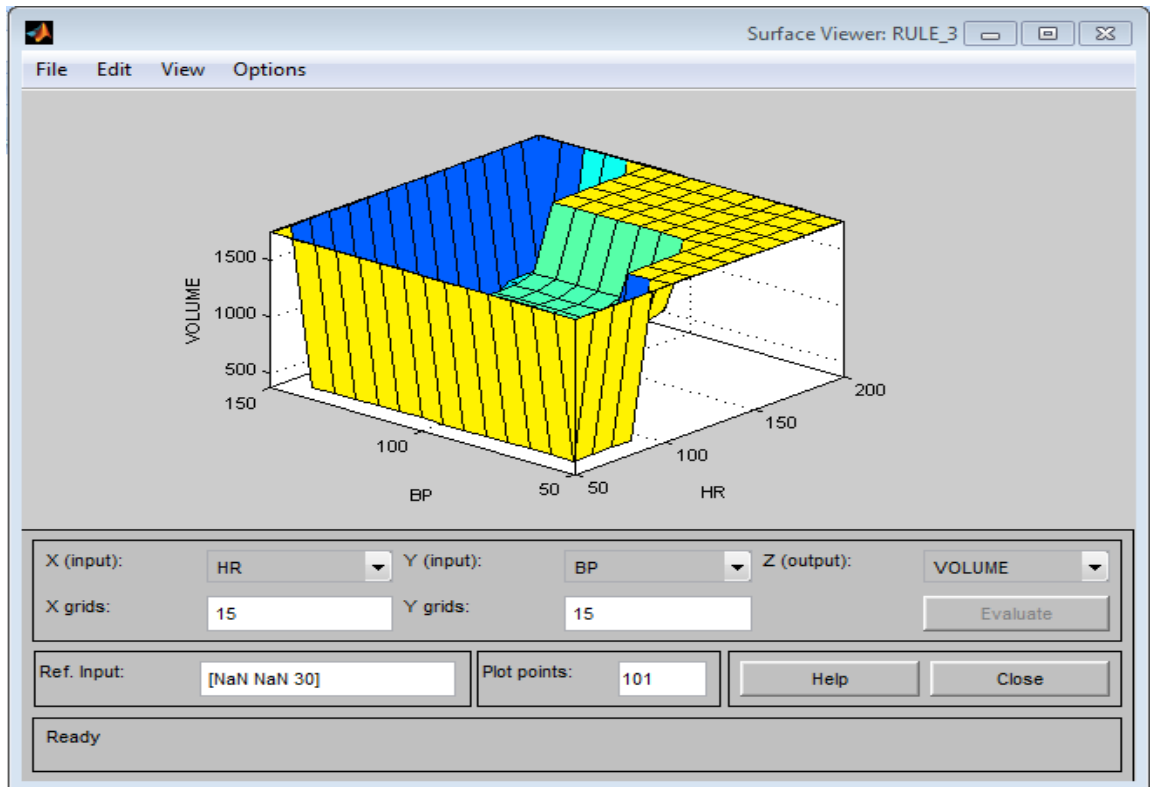 Surface Viewer: RULE_3
File Edit View Options
VOLUME
1500
1000
500
150
100
50
BP
50
100
150
200
HR
X (input): HR Y (input): BP Z (output): VOLUME
X grids: 15 Y grids: 15 Evaluate
Ref. Input: [NaN NaN 30] Plot points: 101 Help Close
Ready